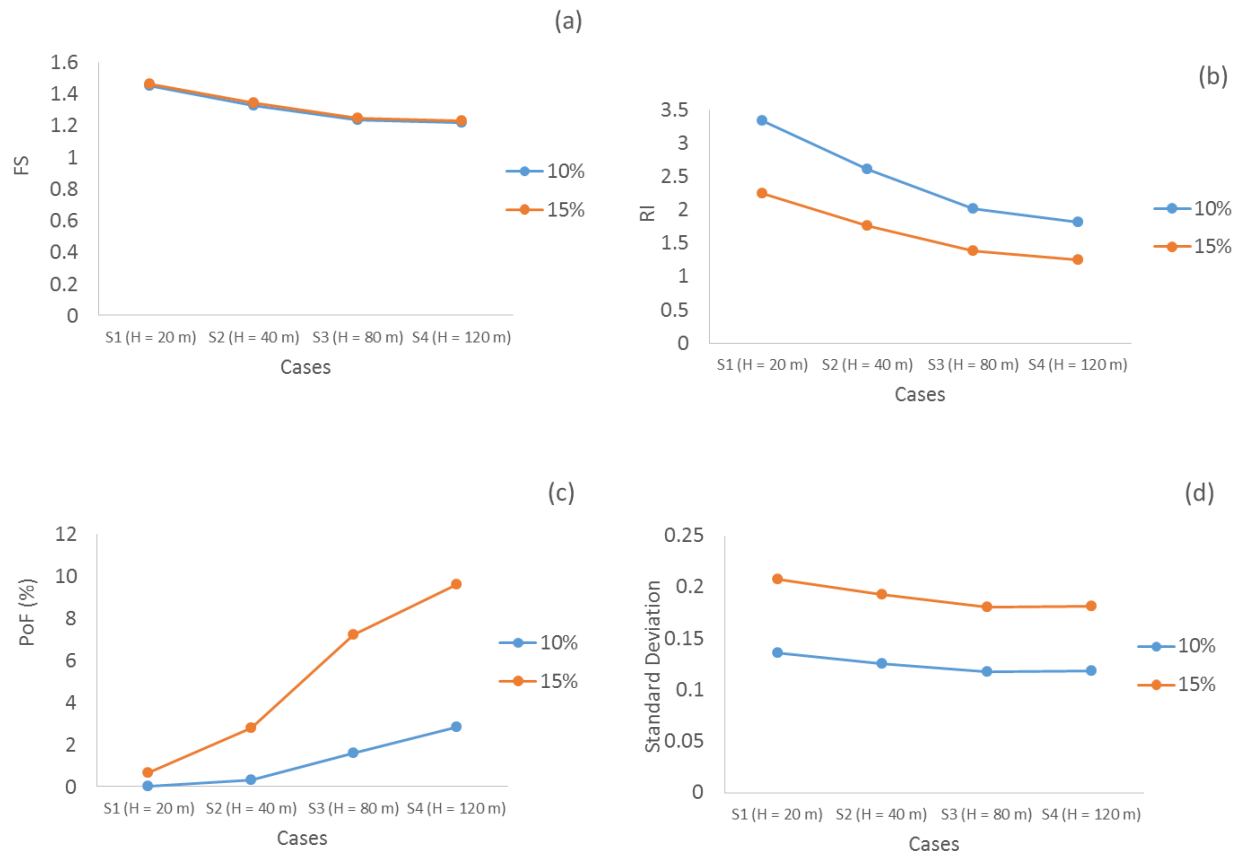 (a)
1.6
1.4
1.2
1
0.8
0.6
0.4
0.2
0
FS
S1 (H = 20 m) S2 (H = 40 m) S3 (H = 80 m) S4 (H = 120 m)
Cases
10%
15%
(b)
3.5
3
2.5
2
1.5
1
0.5
0
RI
S1 (H = 20 m) S2 (H = 40 m) S3 (H = 80 m) S4 (H = 120 m)
Cases
10%
15%
(c)
12
10
8
6
4
2
0
PoF (%)
S1 (H = 20 m) S2 (H = 40 m) S3 (H = 80 m) S4 (H = 120 m)
Cases
10%
15%
(d)
0.25
0.2
0.15
0.1
0.05
0
Standard Deviation
S1 (H = 20 m) S2 (H = 40 m) S3 (H = 80 m) S4 (H = 120 m)
Cases
10%
15%